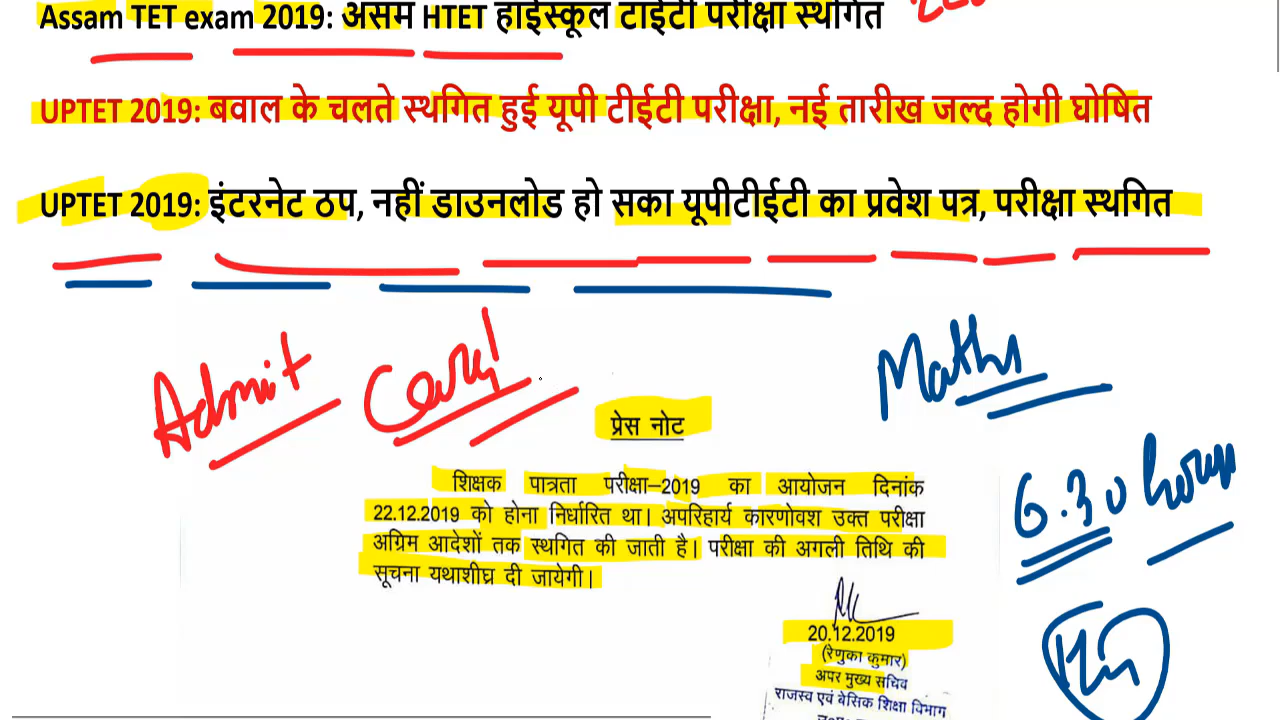 Assam TET exam 2019: असम HTET हाईस्कूल टाईटी परीक्षा स्थगित
UPTET 2019: बवाल के चलते स्थगित हुई यूपी टीईटी परीक्षा, नई तारीख जल्द होगी घोषित
UPTET 2019: इंटरनेट ठप, नहीं डाउनलोड हो सका यूपीटीईटी का प्रवेश पत्र, परीक्षा स्थगित
Admit Card
Maths
6.30 hours
प्रेस नोट
शिक्षक पात्रता परीक्षा–2019 का आयोजन दिनांक
22.12.2019 को होना निर्धारित था। अपरिहार्य कारणोवश उक्त परीक्षा
अग्रिम आदेशों तक स्थगित की जाती है। परीक्षा की अगली तिथि की
सूचना यथाशीघ्र दी जायेगी।
20.12.2019
(रेणुका कुमार)
अपर मुख्य सचिव
राजस्व एवं बेसिक शिक्षा विभाग